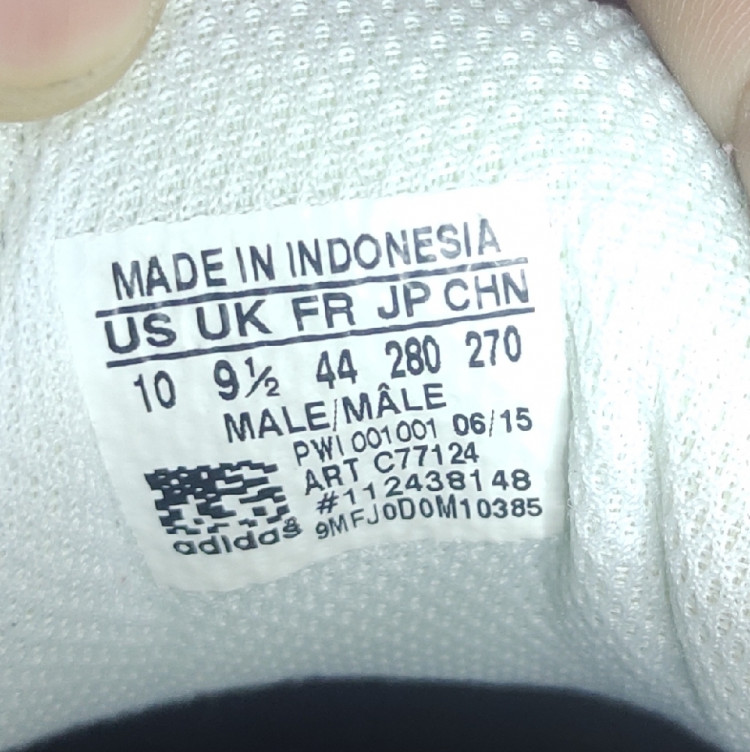 MADE IN INDONESIA
US UK FR JP CHN
10 9½ 44 280 270
MALE/MÂLE
PWI 001001 06/15
ART C77124
#112438148
9MFJ0D0M10385
adidas